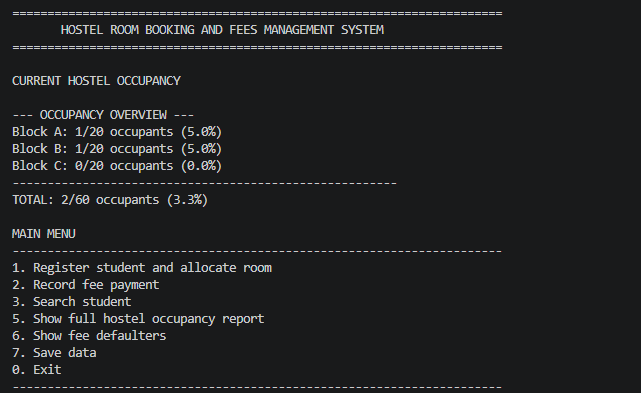 ======================================================================
HOSTEL ROOM BOOKING AND FEES MANAGEMENT SYSTEM
======================================================================
CURRENT HOSTEL OCCUPANCY
--- OCCUPANCY OVERVIEW ---
Block A: 1/20 occupants (5.0%)
Block B: 1/20 occupants (5.0%)
Block C: 0/20 occupants (0.0%)
-------------------------------------------------------
TOTAL: 2/60 occupants (3.3%)
MAIN MENU
----------------------------------------------------------------------
1. Register student and allocate room
2. Record fee payment
3. Search student
5. Show full hostel occupancy report
6. Show fee defaulters
7. Save data
0. Exit
----------------------------------------------------------------------